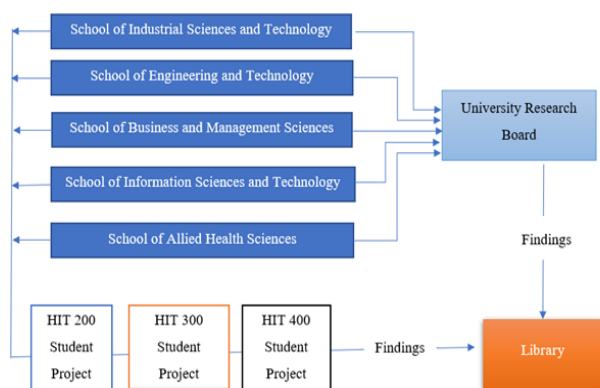 School of Industrial Sciences and Technology
School of Engineering and Technology
School of Business and Management Sciences
School of Information Sciences and Technology
School of Allied Health Sciences
University Research
Board
Findings
HIT 200
Student
Project
HIT 300
Student
Project
HIT 400
Student
Project
Findings
Library